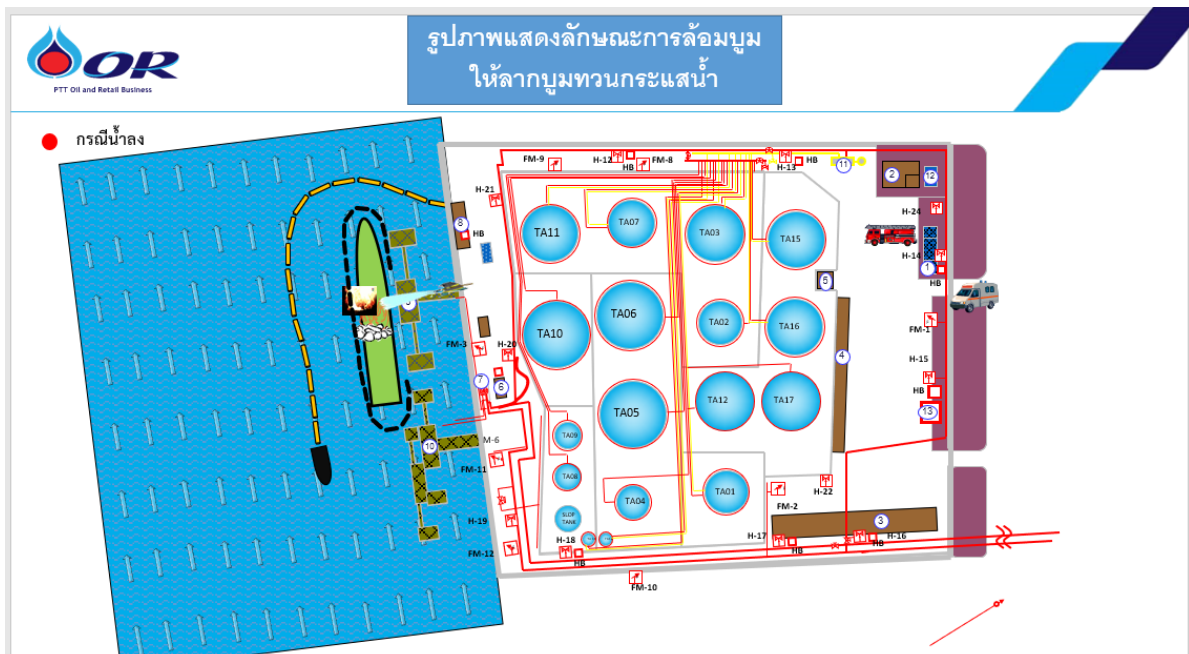 รูปภาพแสดงลักษณะการล้อมบูม
ให้ลากบูมทวนกระแสน้ำ
OR
PTT Oil and Retail Business
กรณีน้ำลง
FM-9
H-12
HB
FM-8
H-13
HB
11
2
12
H-21
8
HB
H-24
H-14
1
HB
TA11
TA07
TA03
TA15
5
TA10
TA06
TA02
TA16
4
FM-1
FM-3
H-20
7
6
H-15
HB
13
TA05
TA12
TA17
TA09
10
M-6
FM-11
TA08
TA04
TA01
H-22
FM-2
H-19
SLOP
TANK
3
FM-12
H-18
HB
H-17
HB
H-16
HB
FM-10